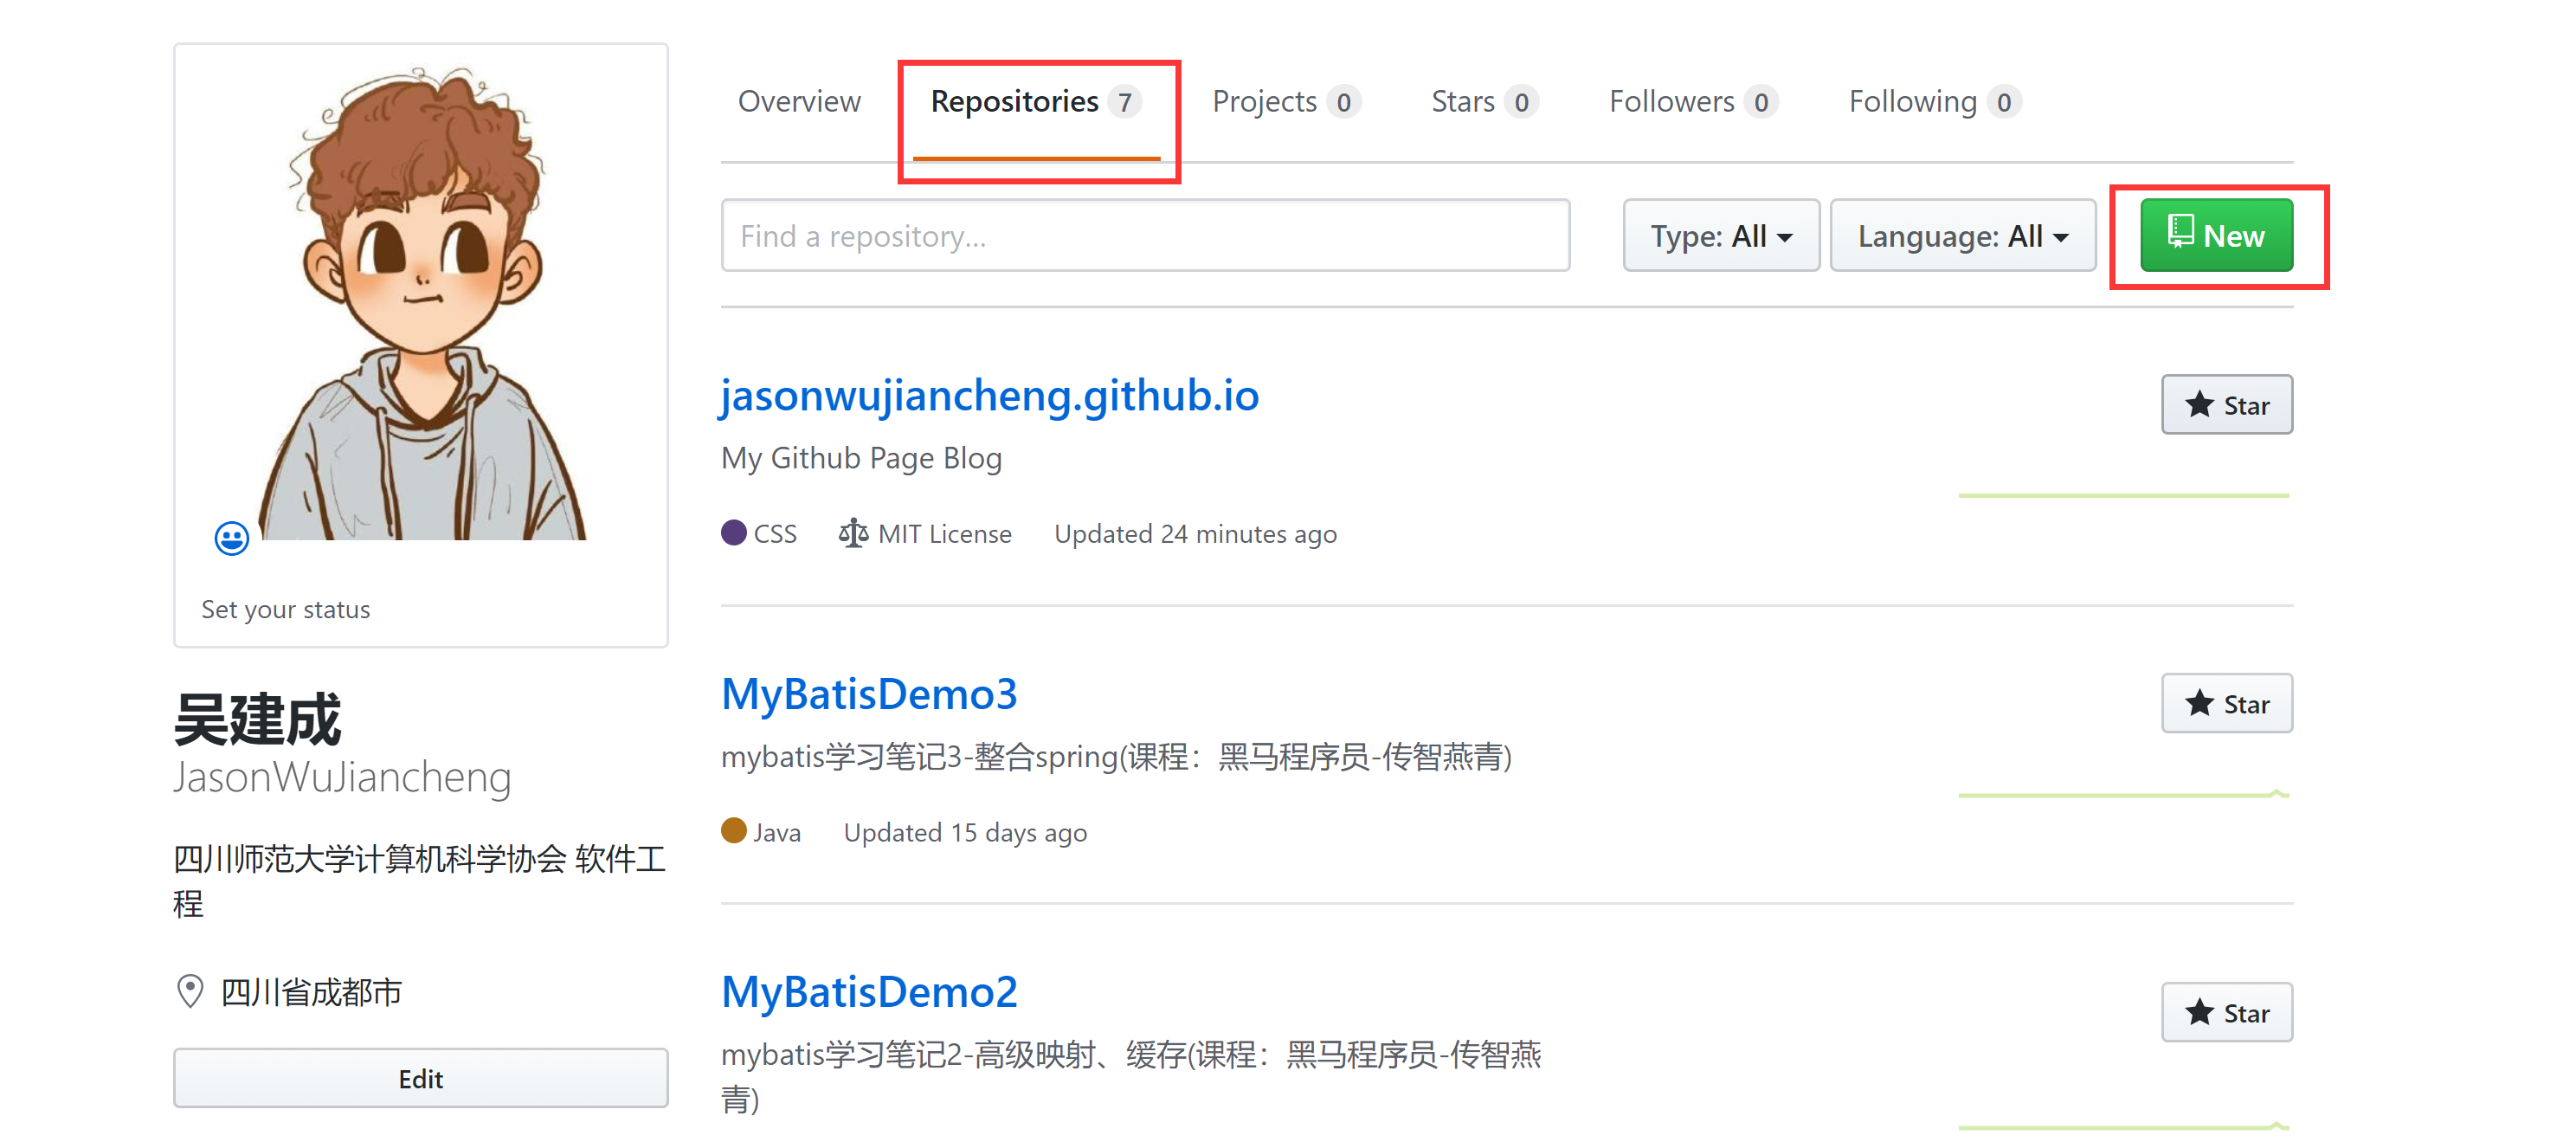 Overview Repositories 7 Projects 0 Stars 0 Followers 0 Following 0
Find a repository... Type: All Language: All New
jasonwujiancheng.github.io Star
My Github Page Blog
CSS MIT License Updated 24 minutes ago
Set your status
MyBatisDemo3 Star
mybatis学习笔记3-整合spring(课程：黑马程序员-传智燕青)
Java Updated 15 days ago
吴建成
JasonWuJiancheng
四川师范大学计算机科学协会 软件工
程
四川省成都市
Edit
MyBatisDemo2 Star
mybatis学习笔记2-高级映射、缓存(课程：黑马程序员-传智燕
青)